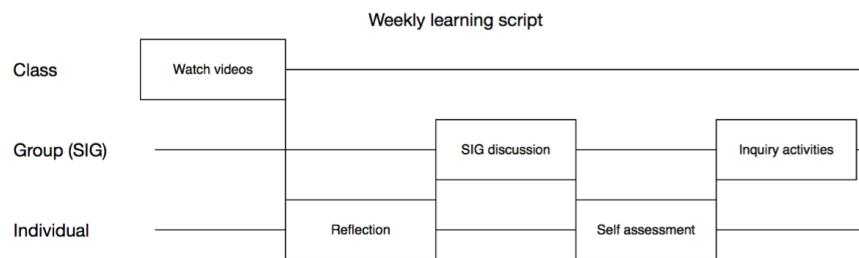 Weekly learning script
Class
Watch videos
Group (SIG)
SIG discussion
Inquiry activities
Individual
Reflection
Self assessment